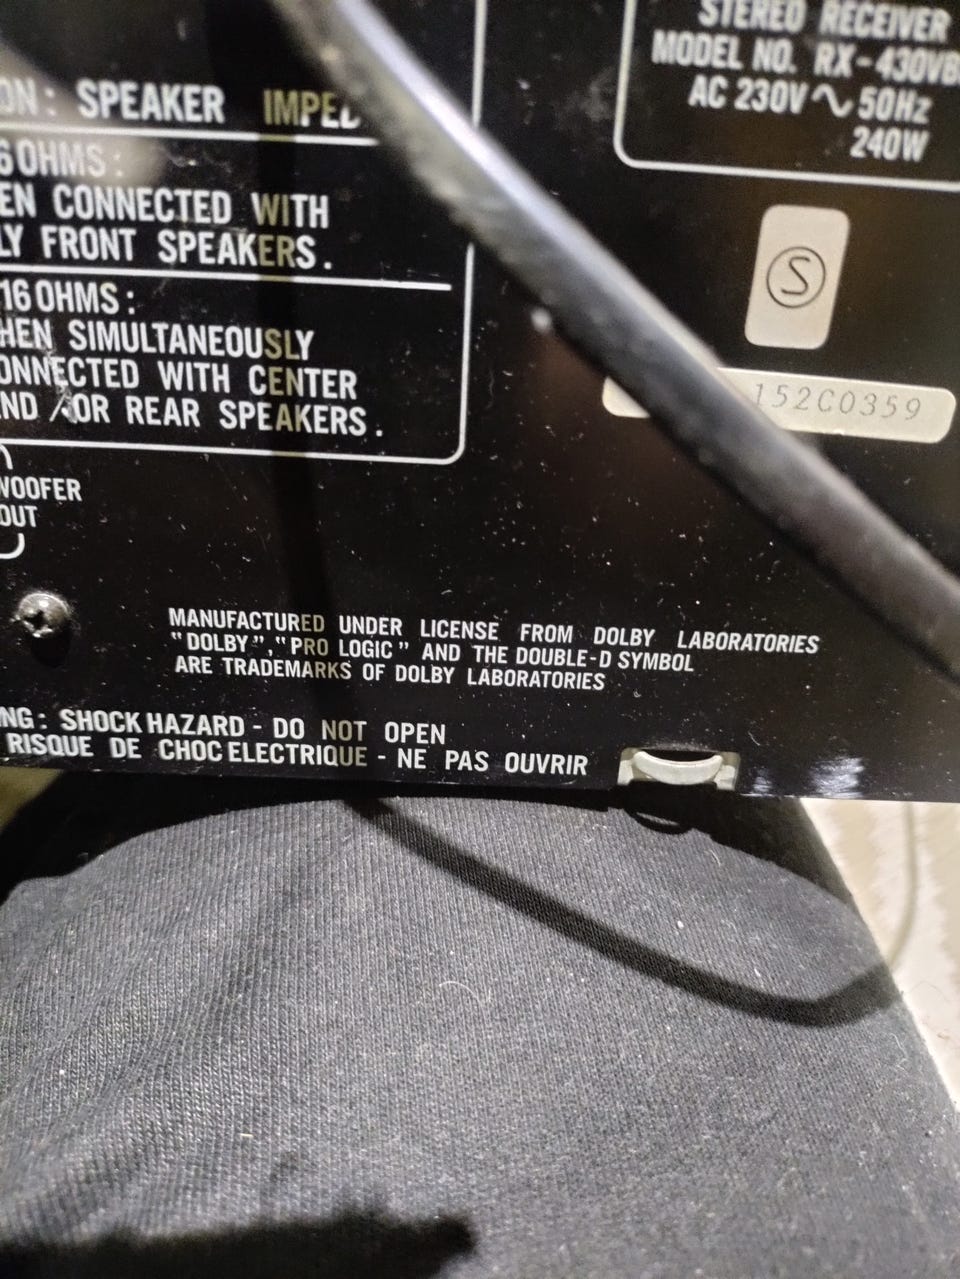 STEREO RECEIVER
MODEL NO. RX-430VB
AC 230V ∿ 50Hz
240W
ON: SPEAKER
6 OHMS:
EN CONNECTED WITH
LY FRONT SPEAKERS.
16 OHMS:
HEN SIMULTANEOUSLY
ONNECTED WITH CENTER
ND /OR REAR SPEAKERS.
S
152C0359
WOOFER
OUT
MANUFACTURED UNDER LICENSE FROM DOLBY LABORATORIES
"DOLBY", "PRO LOGIC" AND THE DOUBLE-D SYMBOL
ARE TRADEMARKS OF DOLBY LABORATORIES
NG: SHOCK HAZARD - DO NOT OPEN
RISQUE DE CHOC ELECTRIQUE - NE PAS OUVRIR